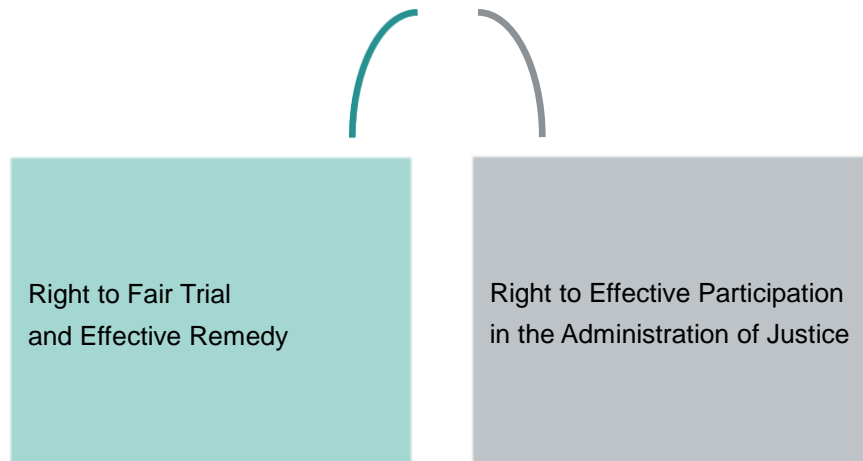 Right to Fair Trial
and Effective Remedy
Right to Effective Participation
in the Administration of Justice